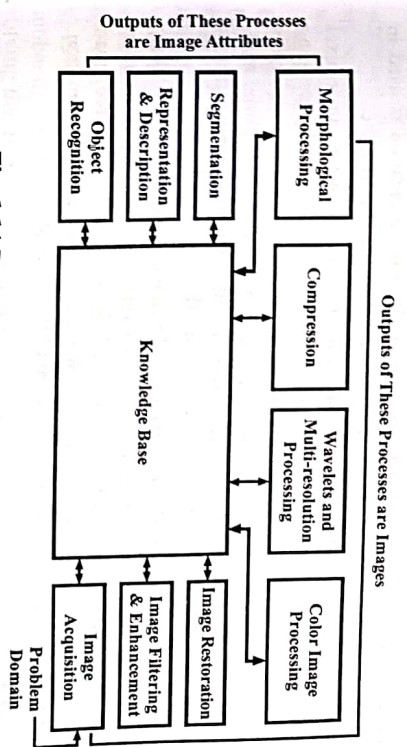 Outputs of These Processes are Images
Color Image
Processing
Wavelets and
Multi-resolution
Processing
Compression
Morphological
Processing
Image Restoration
Image Filtering
& Enhancement
Image
Acquisition
Problem
Domain
Knowledge Base
Segmentation
Representation
& Description
Object
Recognition
Outputs of These Processes
are Image Attributes